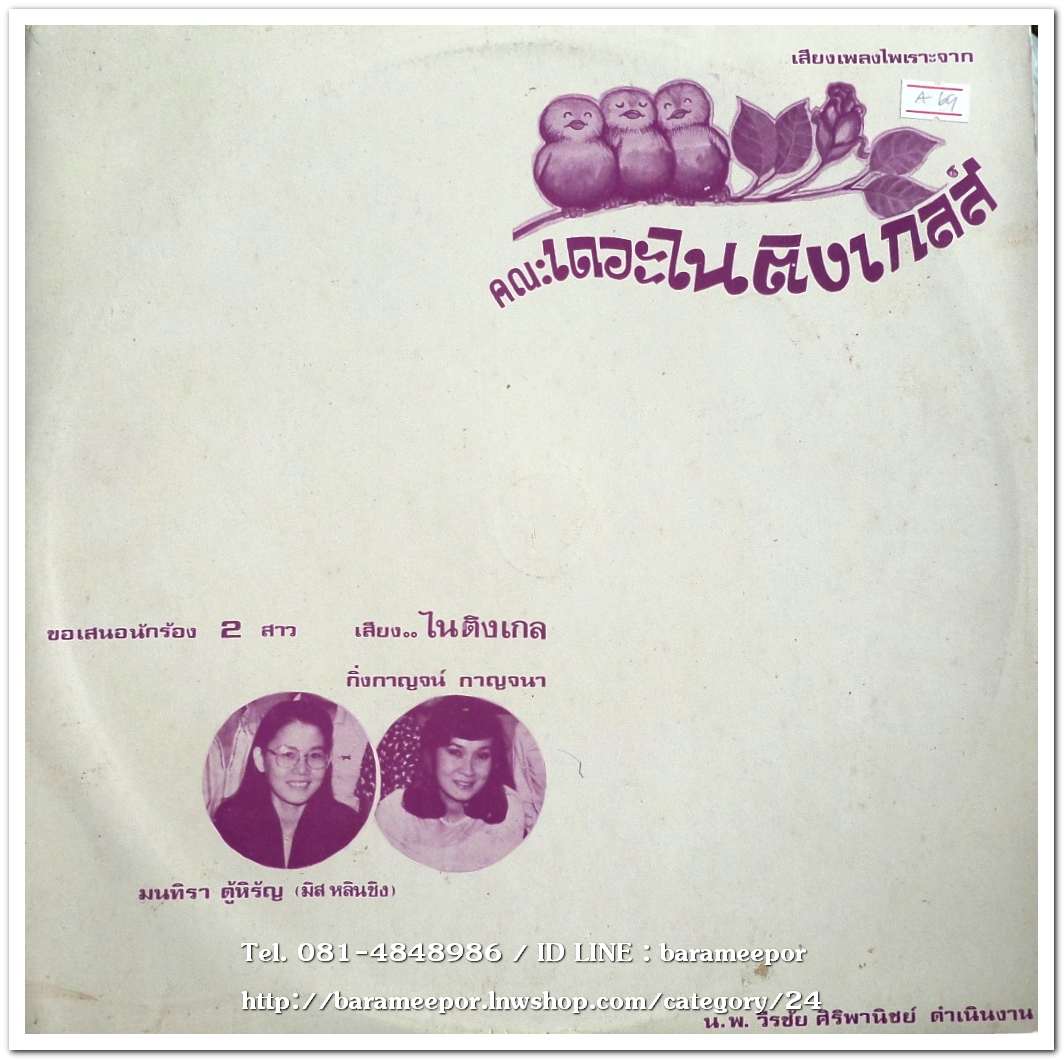 เสียงเพลงไพเราะจาก
A-69
คณะเดอะไนติงเกลส์
ขอเสนอนักร้อง 2 สาว เสียง.. ไนติงเกล
กิ่งกาญจน์ กาญจนา
มนทิรา ตู้หิรัญ (มิส หลินชิง)
Tel. 081-4848986 / ID LINE : barameepor
http://barameepor.lnwshop.com/category/24
น.พ. วีรชัย ศิริพานิชย์ ดำเนินงาน